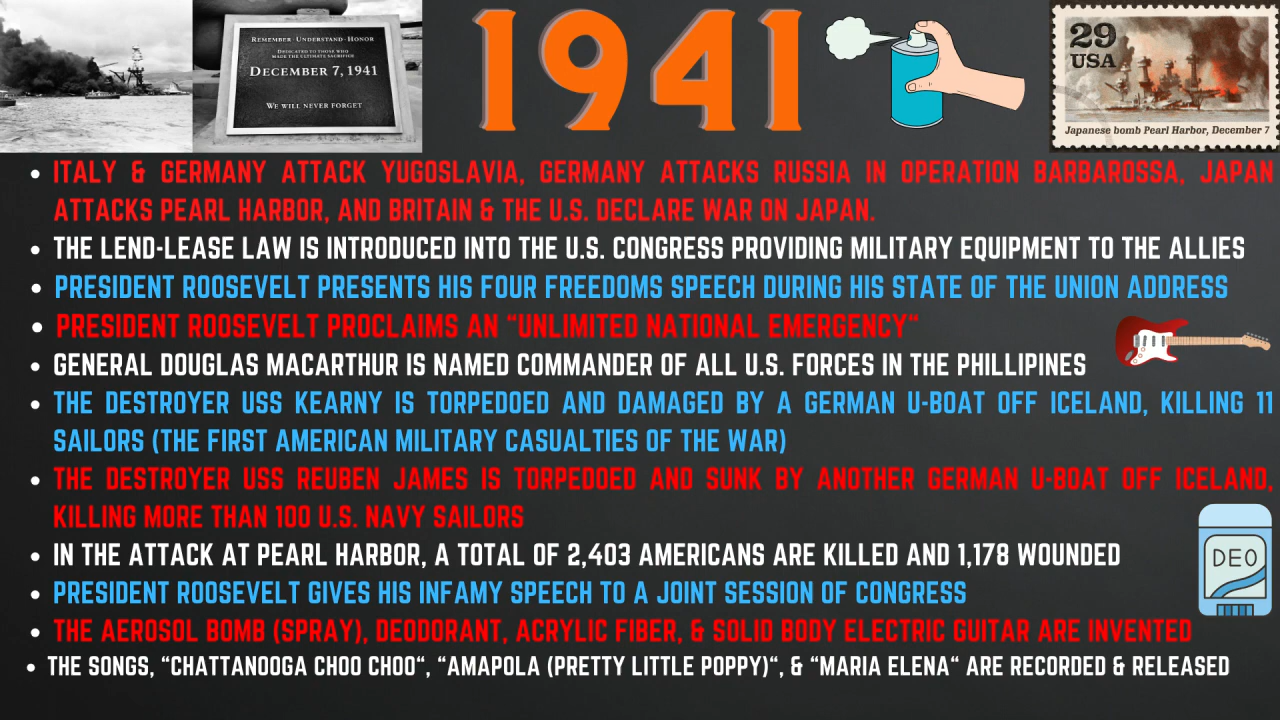 REMEMBER · UNDERSTAND · HONOR
DEDICATED TO THOSE WHO
MADE THE ULTIMATE SACRIFICE
DECEMBER 7, 1941
WE WILL NEVER FORGET
1941
29
USA
Japanese bomb Pearl Harbor, December 7
• ITALY & GERMANY ATTACK YUGOSLAVIA, GERMANY ATTACKS RUSSIA IN OPERATION BARBAROSSA, JAPAN
ATTACKS PEARL HARBOR, AND BRITAIN & THE U.S. DECLARE WAR ON JAPAN.
• THE LEND-LEASE LAW IS INTRODUCED INTO THE U.S. CONGRESS PROVIDING MILITARY EQUIPMENT TO THE ALLIES
• PRESIDENT ROOSEVELT PRESENTS HIS FOUR FREEDOMS SPEECH DURING HIS STATE OF THE UNION ADDRESS
• PRESIDENT ROOSEVELT PROCLAIMS AN “UNLIMITED NATIONAL EMERGENCY“
• GENERAL DOUGLAS MACARTHUR IS NAMED COMMANDER OF ALL U.S. FORCES IN THE PHILLIPINES
• THE DESTROYER USS KEARNY IS TORPEDOED AND DAMAGED BY A GERMAN U-BOAT OFF ICELAND, KILLING 11
SAILORS (THE FIRST AMERICAN MILITARY CASUALTIES OF THE WAR)
• THE DESTROYER USS REUBEN JAMES IS TORPEDOED AND SUNK BY ANOTHER GERMAN U-BOAT OFF ICELAND,
KILLING MORE THAN 100 U.S. NAVY SAILORS
• IN THE ATTACK AT PEARL HARBOR, A TOTAL OF 2,403 AMERICANS ARE KILLED AND 1,178 WOUNDED
• PRESIDENT ROOSEVELT GIVES HIS INFAMY SPEECH TO A JOINT SESSION OF CONGRESS
DEO
• THE AEROSOL BOMB (SPRAY), DEODORANT, ACRYLIC FIBER, & SOLID BODY ELECTRIC GUITAR ARE INVENTED
• THE SONGS, “CHATTANOOGA CHOO CHOO“, “AMAPOLA (PRETTY LITTLE POPPY)“, & “MARIA ELENA“ ARE RECORDED & RELEASED